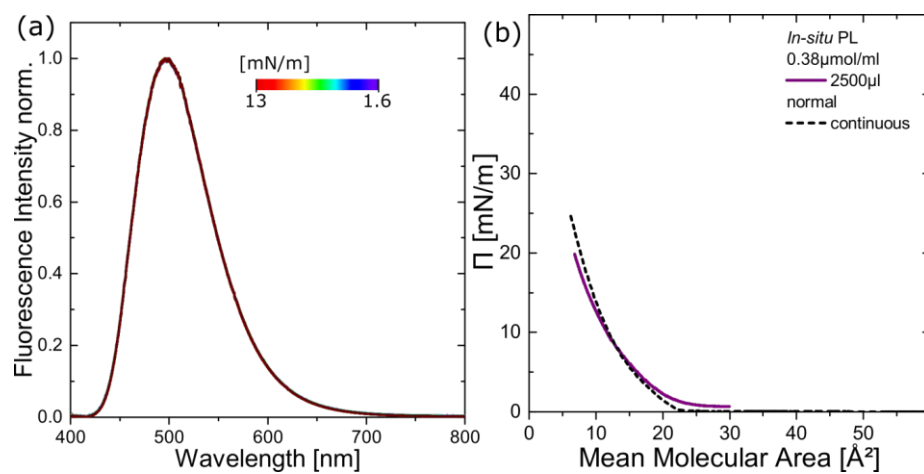 (a)
[mN/m]
13
1.6
Fluorescence Intensity norm.
1.0
0.8
0.6
0.4
0.2
0.0
400
500
600
700
800
Wavelength [nm]
(b)
In-situ PL
0.38µmol/ml
2500µl
normal
continuous
Π [mN/m]
40
30
20
10
0
0
10
20
30
40
50
Mean Molecular Area [Å²]